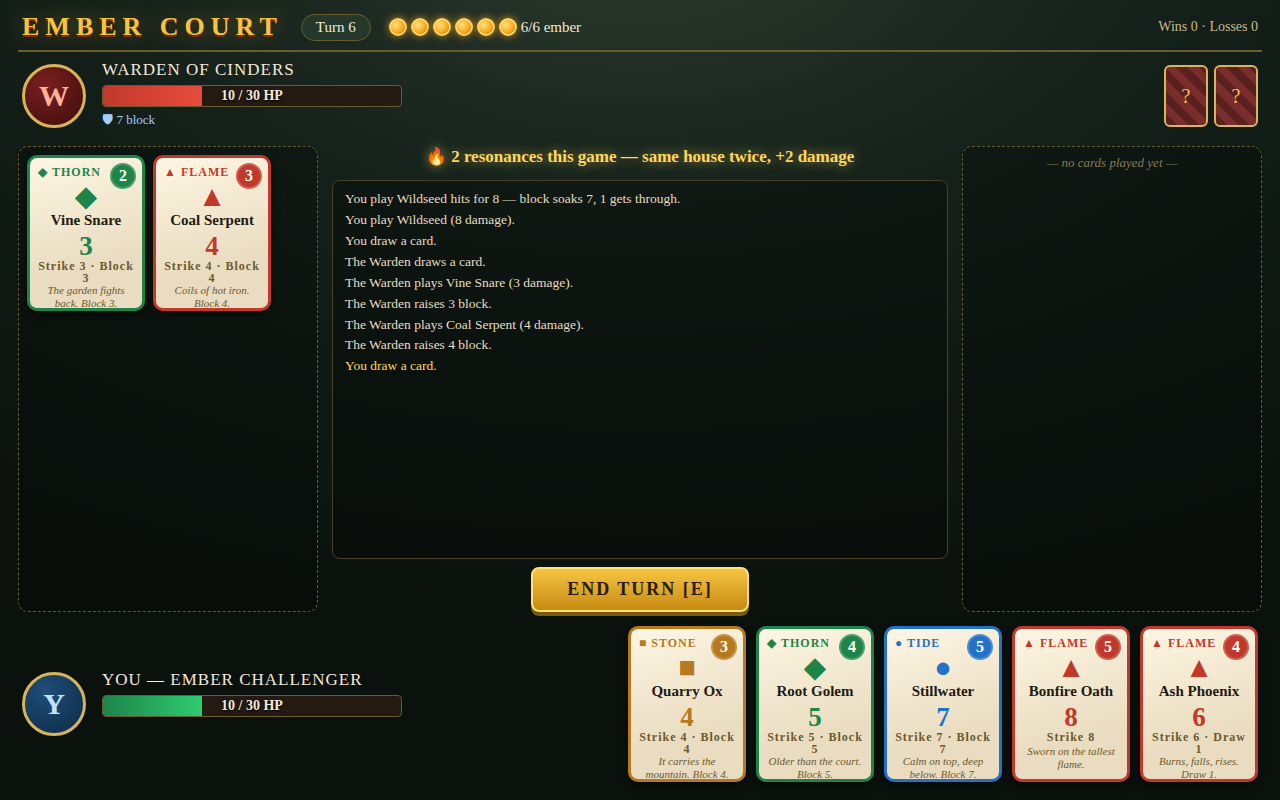 EMBER COURT
Turn 6
6/6 ember
Wins 0 · Losses 0
W
WARDEN OF CINDERS
10 / 30 HP
7 block
?
?
◆ THORN
2
Vine Snare
3
Strike 3 · Block
3
The garden fights
back. Block 3.
▲ FLAME
3
Coal Serpent
4
Strike 4 · Block
4
Coils of hot iron.
Block 4.
🔥 2 resonances this game — same house twice, +2 damage
You play Wildseed hits for 8 — block soaks 7, 1 gets through.
You play Wildseed (8 damage).
You draw a card.
The Warden draws a card.
The Warden plays Vine Snare (3 damage).
The Warden raises 3 block.
The Warden plays Coal Serpent (4 damage).
The Warden raises 4 block.
You draw a card.
— no cards played yet —
END TURN [E]
Y
YOU — EMBER CHALLENGER
10 / 30 HP
■ STONE
3
Quarry Ox
4
Strike 4 · Block
4
It carries the
mountain. Block 4.
◆ THORN
4
Root Golem
5
Strike 5 · Block
5
Older than the court.
Block 5.
● TIDE
5
Stillwater
7
Strike 7 · Block
7
Calm on top, deep
below. Block 7.
▲ FLAME
5
Bonfire Oath
8
Strike 8
Sworn on the tallest
flame.
▲ FLAME
4
Ash Phoenix
6
Strike 6 · Draw
1
Burns, falls, rises.
Draw 1.